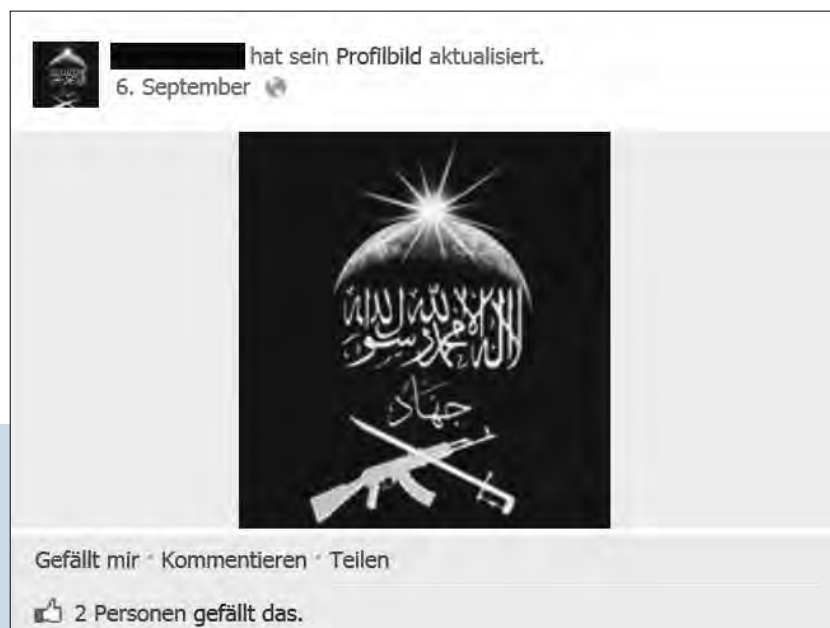 hat sein Profilbild aktualisiert.
6. September
لا إله إلا الله محمد رسول الله
جهاد
Gefällt mir · Kommentieren · Teilen
2 Personen gefällt das.